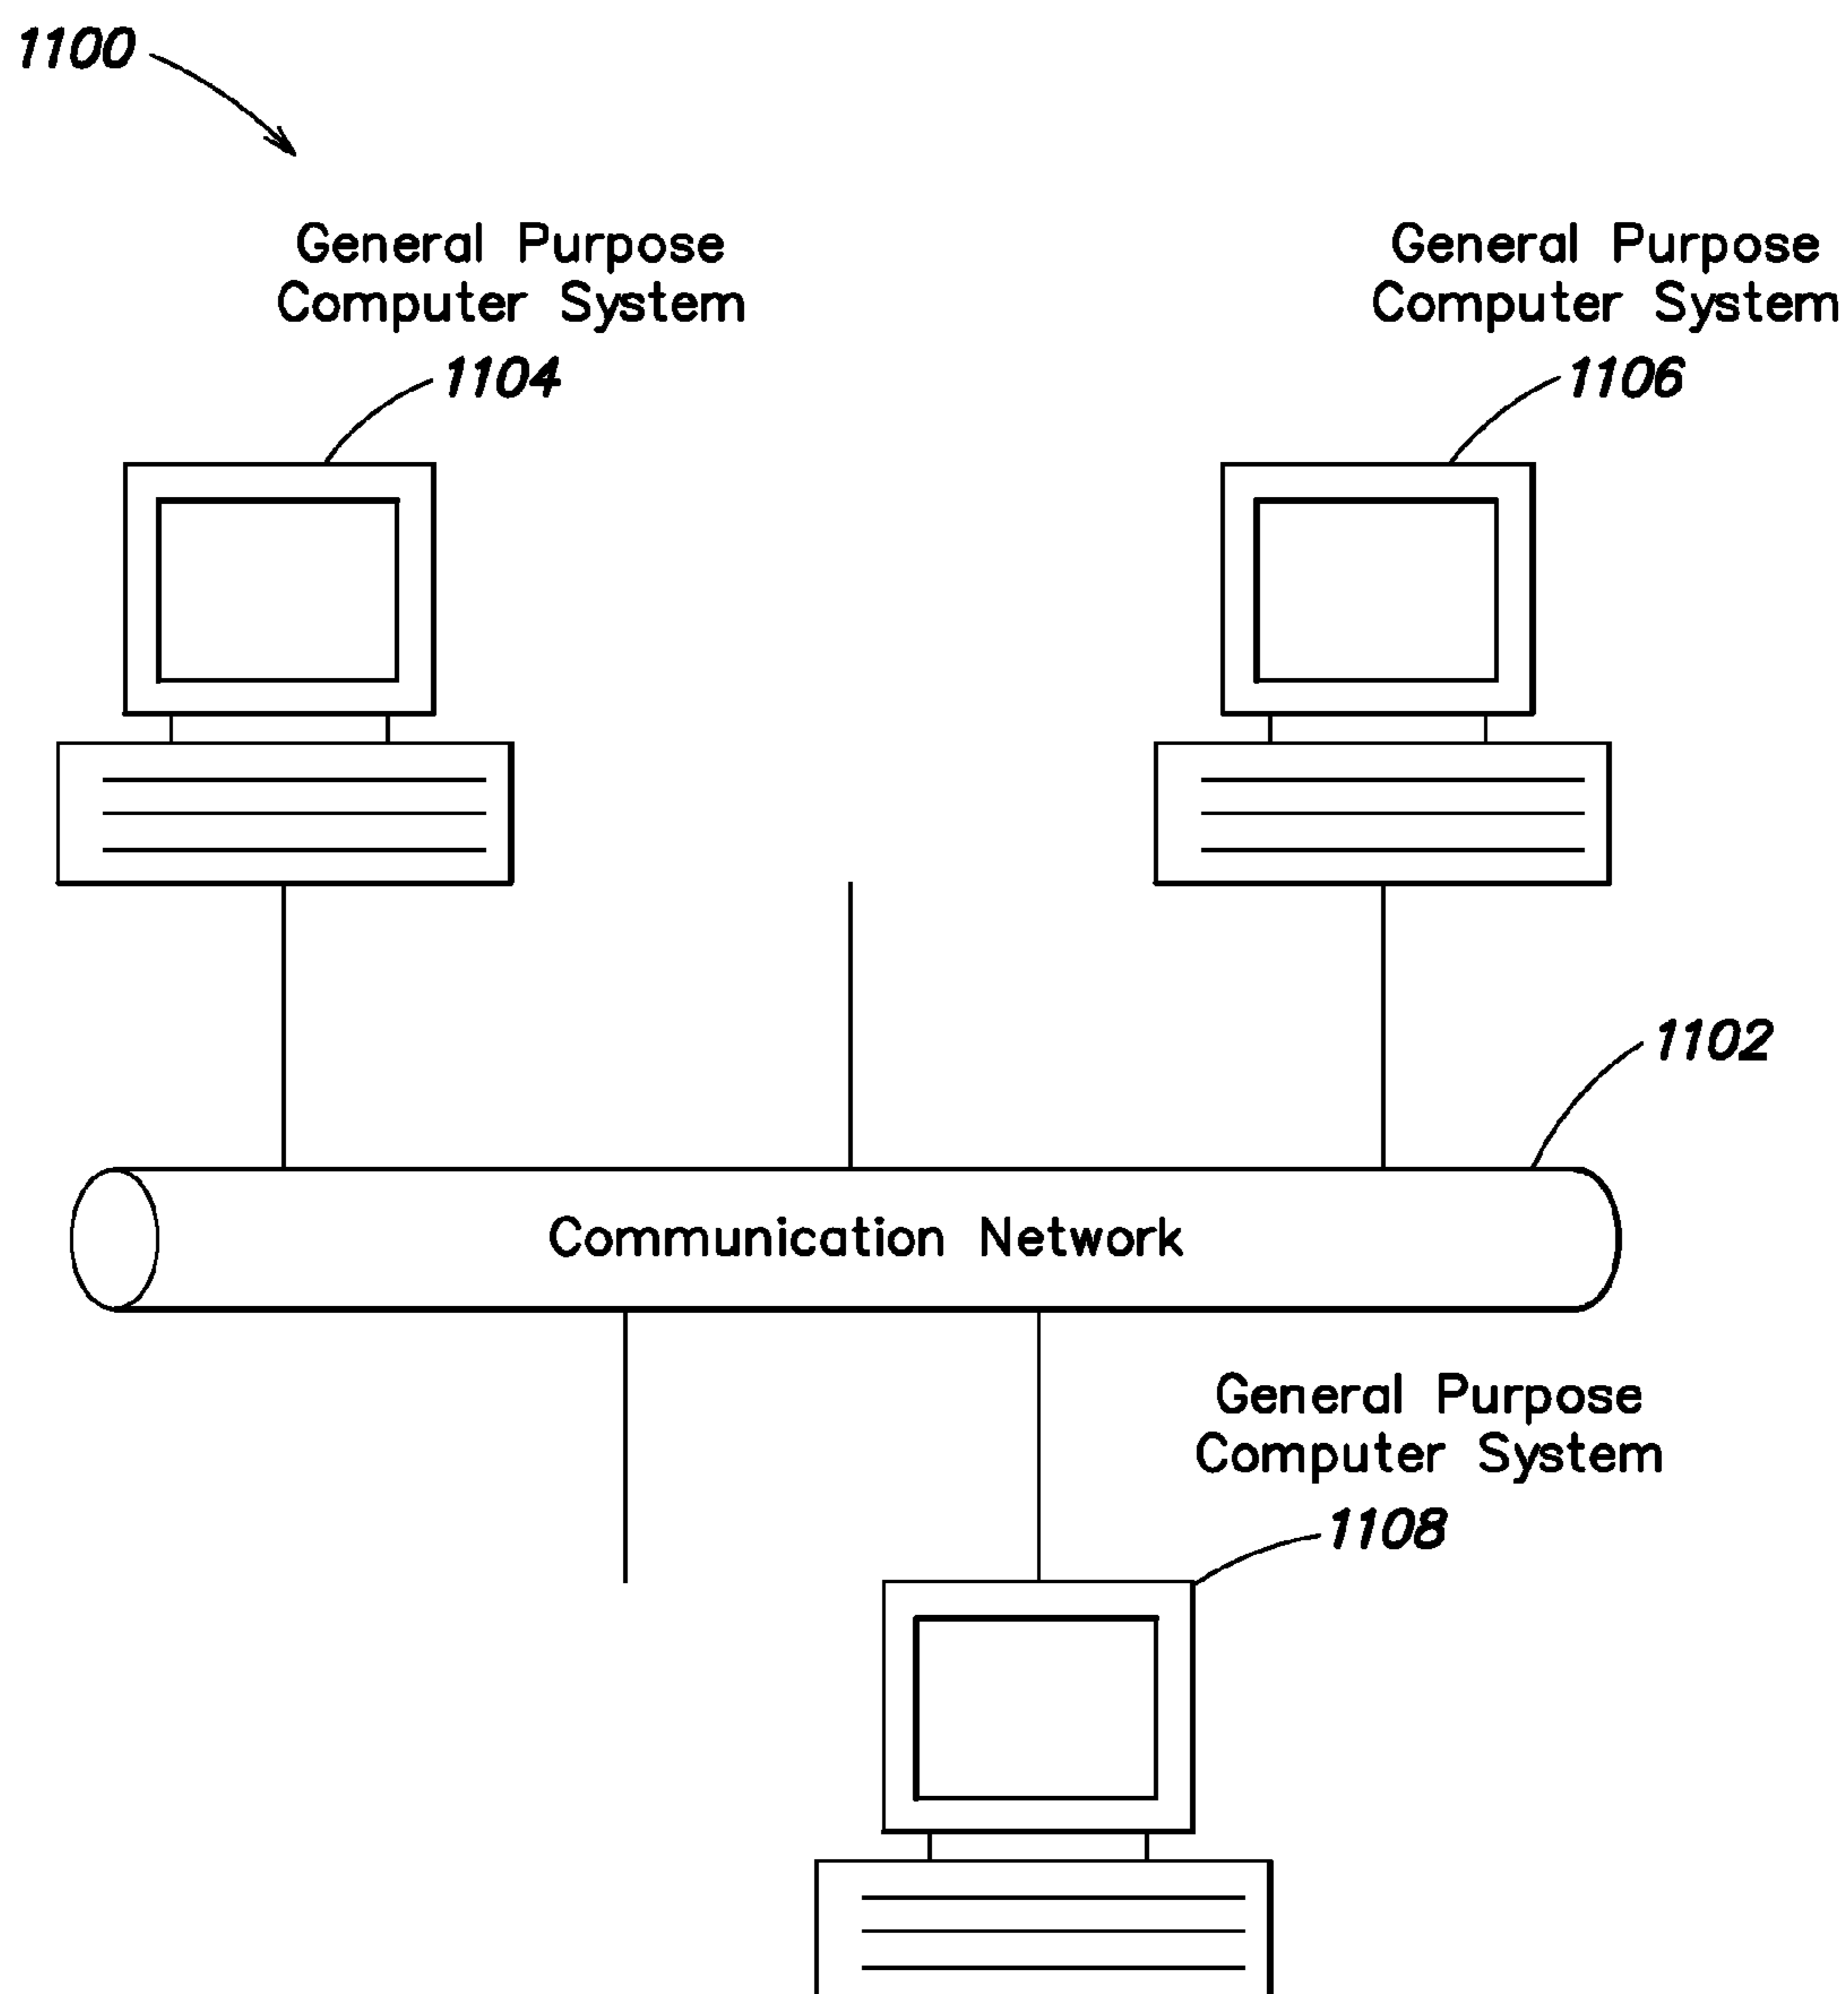 1100
General Purpose
Computer System
1104
General Purpose
Computer System
1106
1102
Communication Network
General Purpose
Computer System
1108